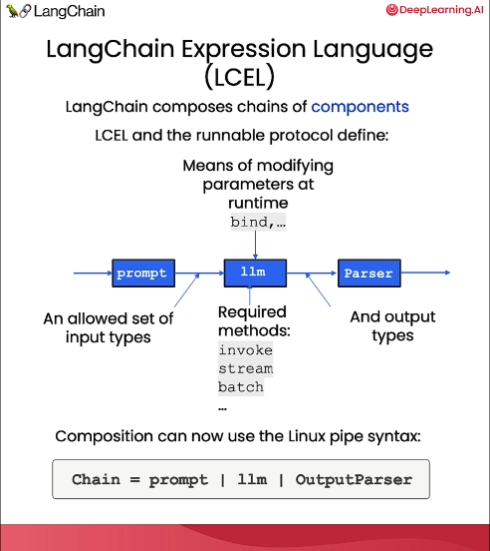 LangChain
DeepLearning.AI
LangChain Expression Language
(LCEL)
LangChain composes chains of components
LCEL and the runnable protocol define:
Means of modifying
parameters at
runtime
bind,…
prompt
llm
Parser
An allowed set of
input types
Required
methods:
invoke
stream
batch
…
And output
types
Composition can now use the Linux pipe syntax:
Chain = prompt | llm | OutputParser